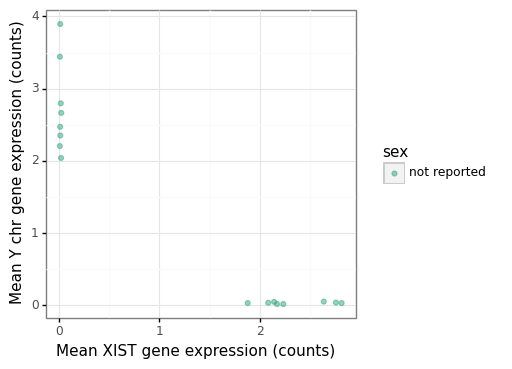 Mean Y chr gene expression (counts)
4
3
2
1
0
0 1 2
Mean XIST gene expression (counts)
sex
not reported